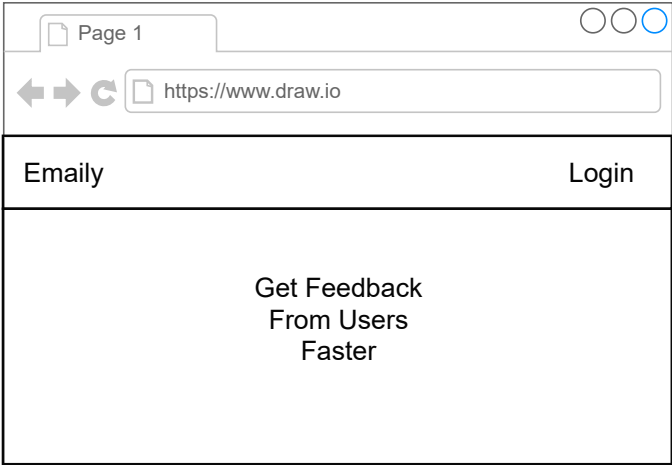 Page 1
https://www.draw.io
Emaily
Login
Get Feedback
From Users
Faster